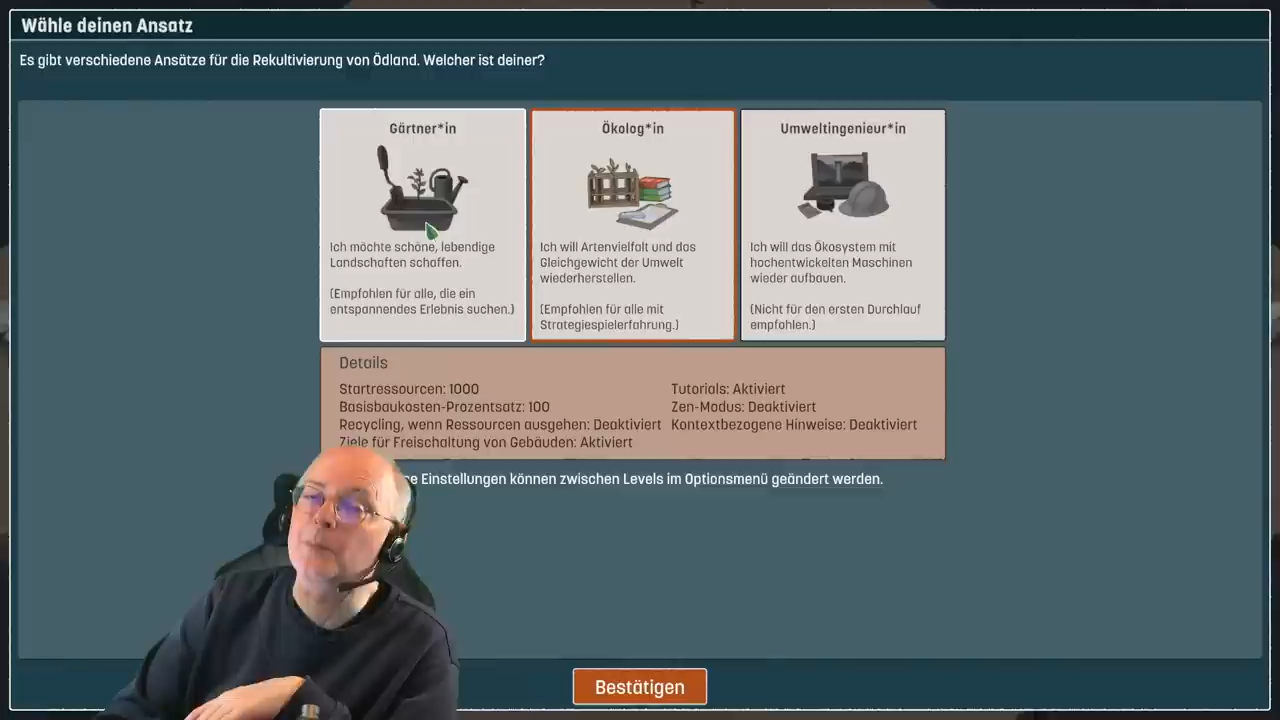 Wähle deinen Ansatz
Es gibt verschiedene Ansätze für die Rekultivierung von Ödland. Welcher ist deiner?
Gärtner*in
Ich möchte schöne, lebendige
Landschaften schaffen.
(Empfohlen für alle, die ein
entspannendes Erlebnis suchen.)
Ökolog*in
Ich will Artenvielfalt und das
Gleichgewicht der Umwelt
wiederherstellen.
(Empfohlen für alle mit
Strategiespielerfahrung.)
Umweltingenieur*in
Ich will das Ökosystem mit
hochentwickelten Maschinen
wieder aufbauen.
(Nicht für den ersten Durchlauf
empfohlen.)
Details
Startressourcen: 1000
Basisbaukosten-Prozentsatz: 100
Recycling, wenn Ressourcen ausgehen: Deaktiviert
Ziele für Freischaltung von Gebäuden: Aktiviert
Tutorials: Aktiviert
Zen-Modus: Deaktiviert
Kontextbezogene Hinweise: Deaktiviert
Einstellungen können zwischen Levels im Optionsmenü geändert werden.
Bestätigen